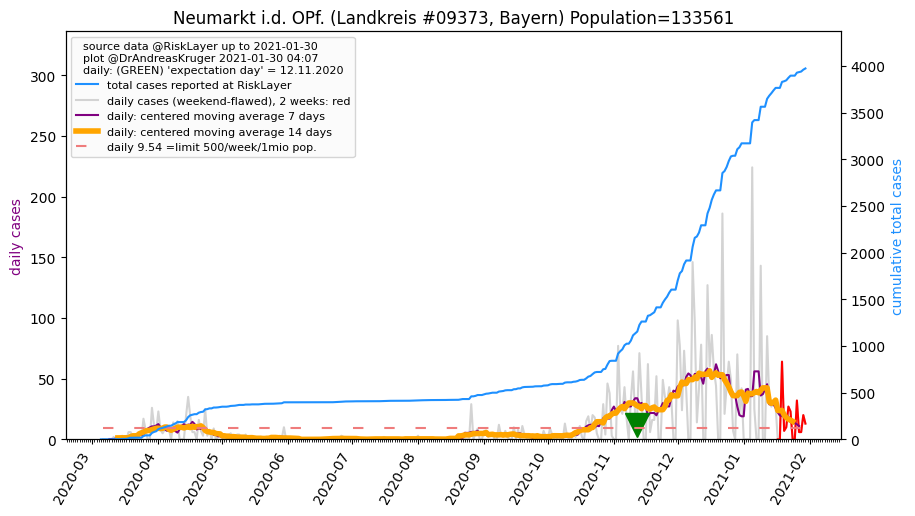 Neumarkt i.d. OPf. (Landkreis #09373, Bayern) Population=133561
source data @RiskLayer up to 2021-01-30
plot @DrAndreasKruger 2021-01-30 04:07
daily: (GREEN) 'expectation day' = 12.11.2020
total cases reported at RiskLayer
daily cases (weekend-flawed), 2 weeks: red
daily: centered moving average 7 days
daily: centered moving average 14 days
daily 9.54 =limit 500/week/1mio pop.
daily cases
300
250
200
150
100
50
0
cumulative total cases
4000
3500
3000
2500
2000
1500
1000
500
0
2020-03
2020-04
2020-05
2020-06
2020-07
2020-08
2020-09
2020-10
2020-11
2020-12
2021-01
2021-02